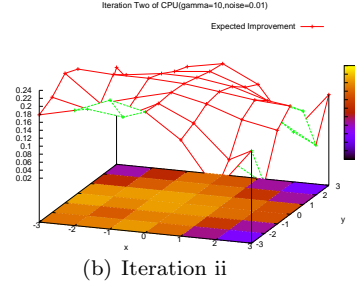 Iteration Two of CPU(gamma=10,noise=0.01)
Expected Improvement
0.24
0.22
0.2
0.18
0.16
0.14
0.12
0.1
0.08
0.06
0.04
0.02
-3 -2 -1 0 1 2 3
x
-3 -2 -1 0 1 2 3
y
(b) Iteration ii